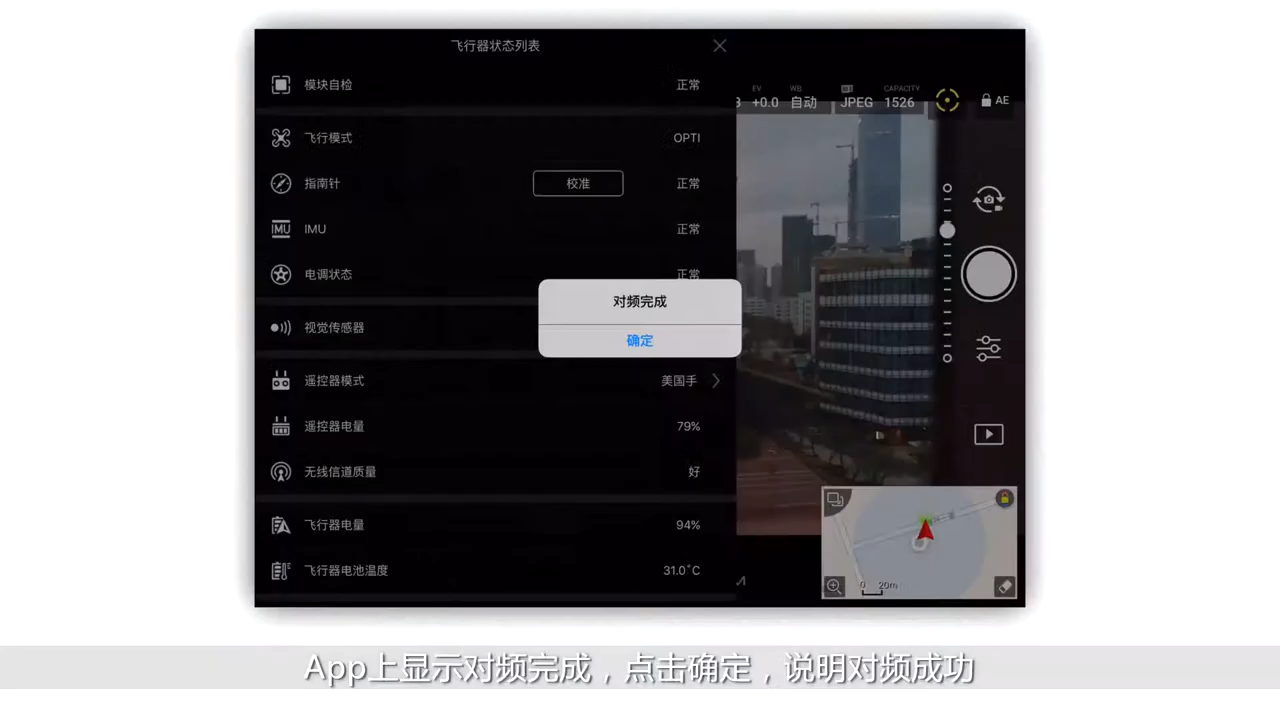 飞行器状态列表
模块自检 正常
飞行模式 OPTI
指南针 校准 正常
IMU IMU 正常
电调状态 正常
视觉传感器
遥控器模式 美国手
遥控器电量 79%
无线信道质量 好
飞行器电量 94%
飞行器电池温度 31.0°C
EV WB CAPACITY
+0.0 自动 JPEG 1526
AE
对频完成
确定
0 20m
App上显示对频完成，点击确定，说明对频成功